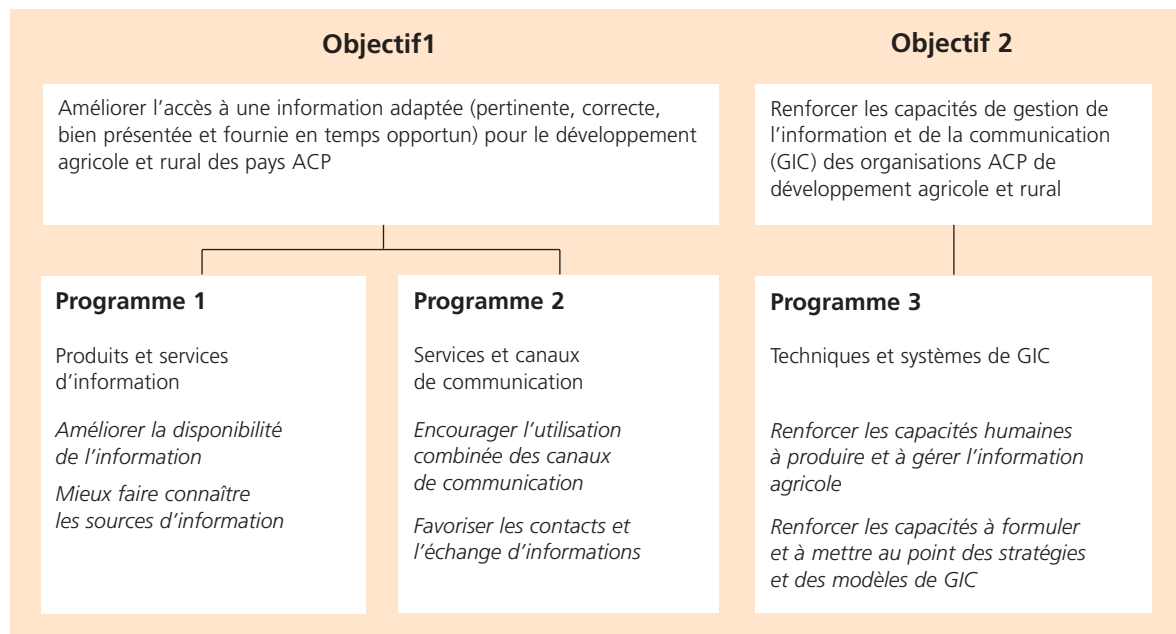 Objectif1
Améliorer l’accès à une information adaptée (pertinente, correcte,
bien présentée et fournie en temps opportun) pour le développement
agricole et rural des pays ACP
Objectif 2
Renforcer les capacités de gestion de
l’information et de la communication
(GIC) des organisations ACP de
développement agricole et rural
Programme 1
Produits et services
d’information
Améliorer la disponibilité
de l’information
Mieux faire connaître
les sources d’information
Programme 2
Services et canaux
de communication
Encourager l’utilisation
combinée des canaux
de communication
Favoriser les contacts et
l’échange d’informations
Programme 3
Techniques et systèmes de GIC
Renforcer les capacités humaines
à produire et à gérer l’information
agricole
Renforcer les capacités à formuler
et à mettre au point des stratégies
et des modèles de GIC